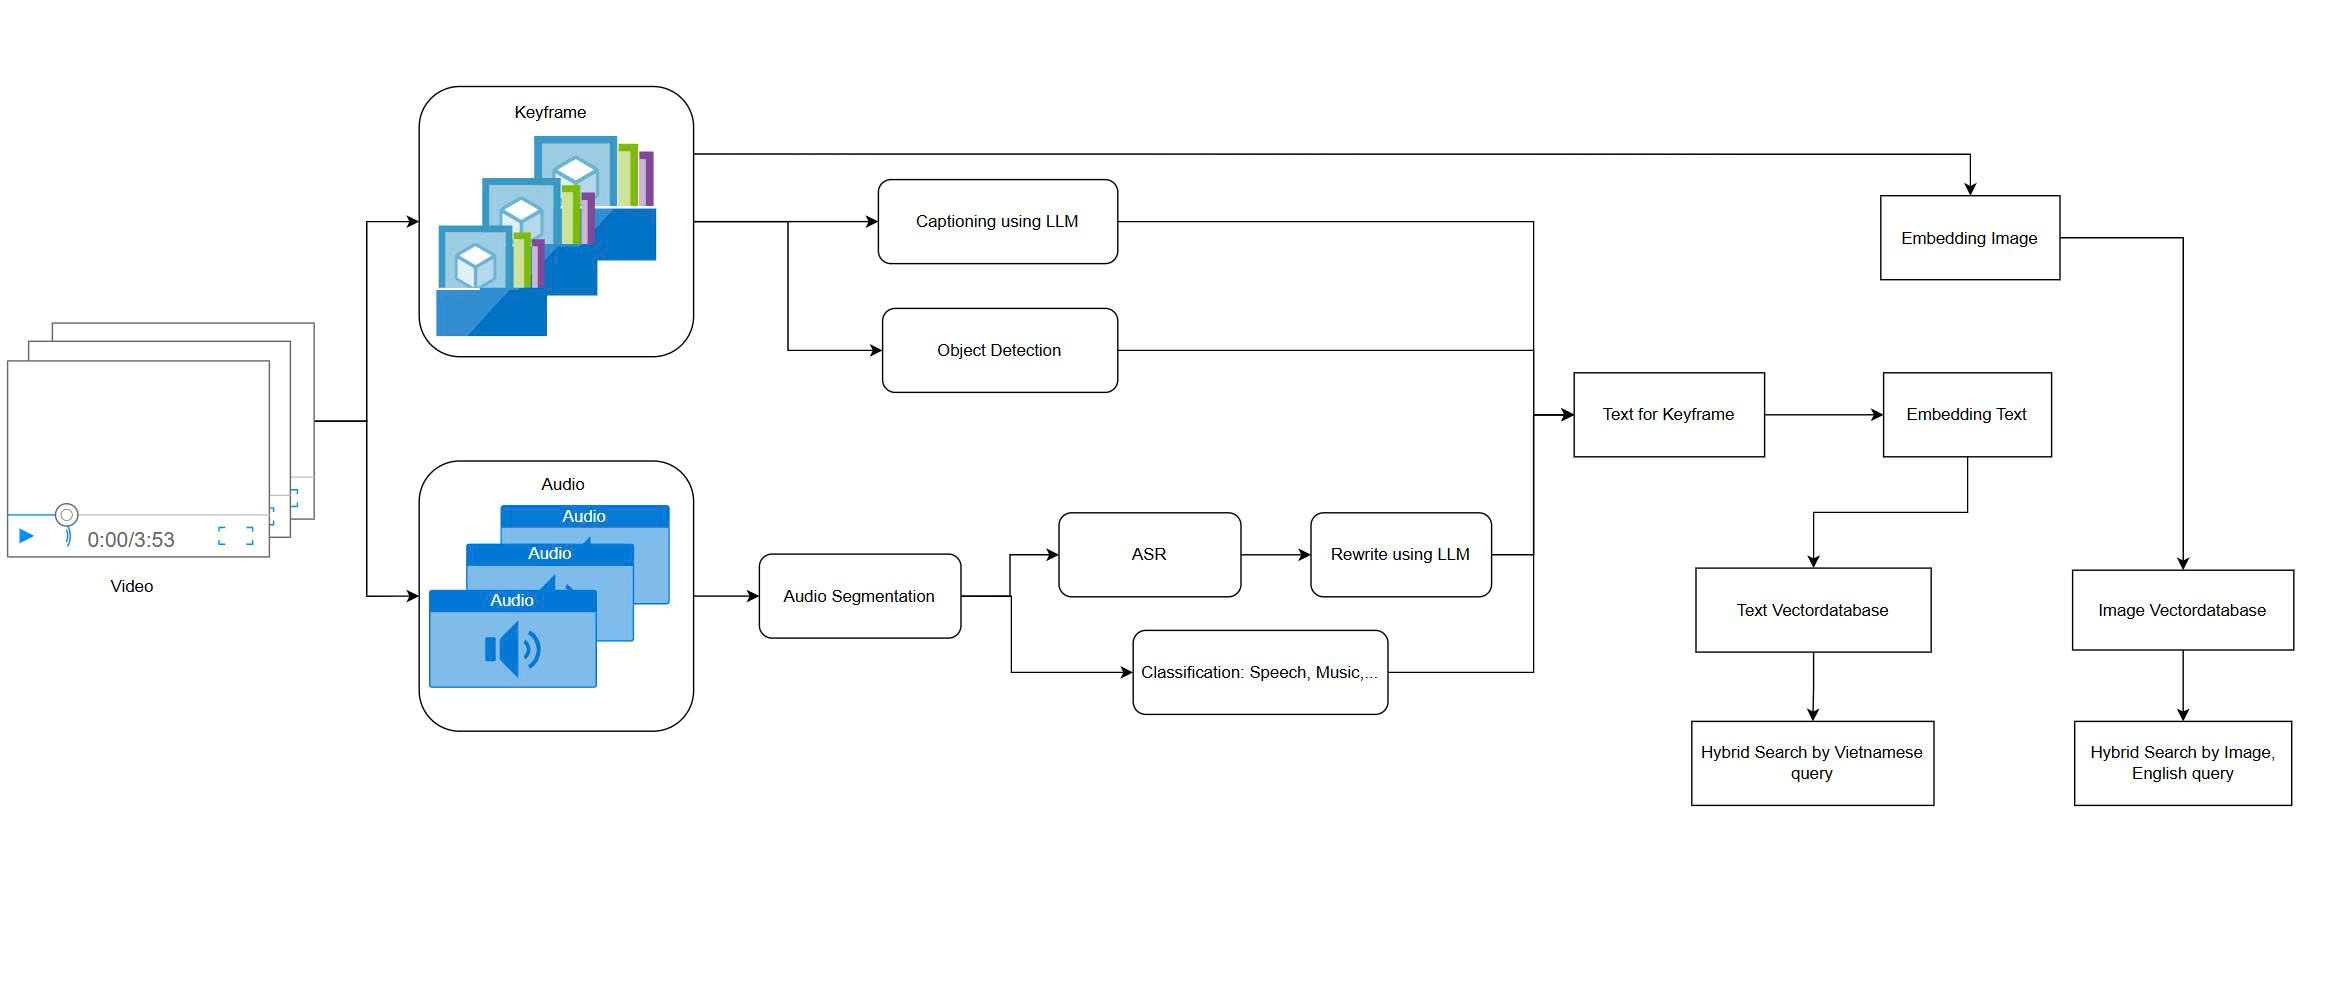 Keyframe
Captioning using LLM
Embedding Image
Object Detection
Text for Keyframe
Embedding Text
Audio
Audio
Audio
Audio
0:00/3:53
Video
Audio Segmentation
ASR
Rewrite using LLM
Classification: Speech, Music,...
Text Vectordatabase
Image Vectordatabase
Hybrid Search by Vietnamese
query
Hybrid Search by Image,
English query